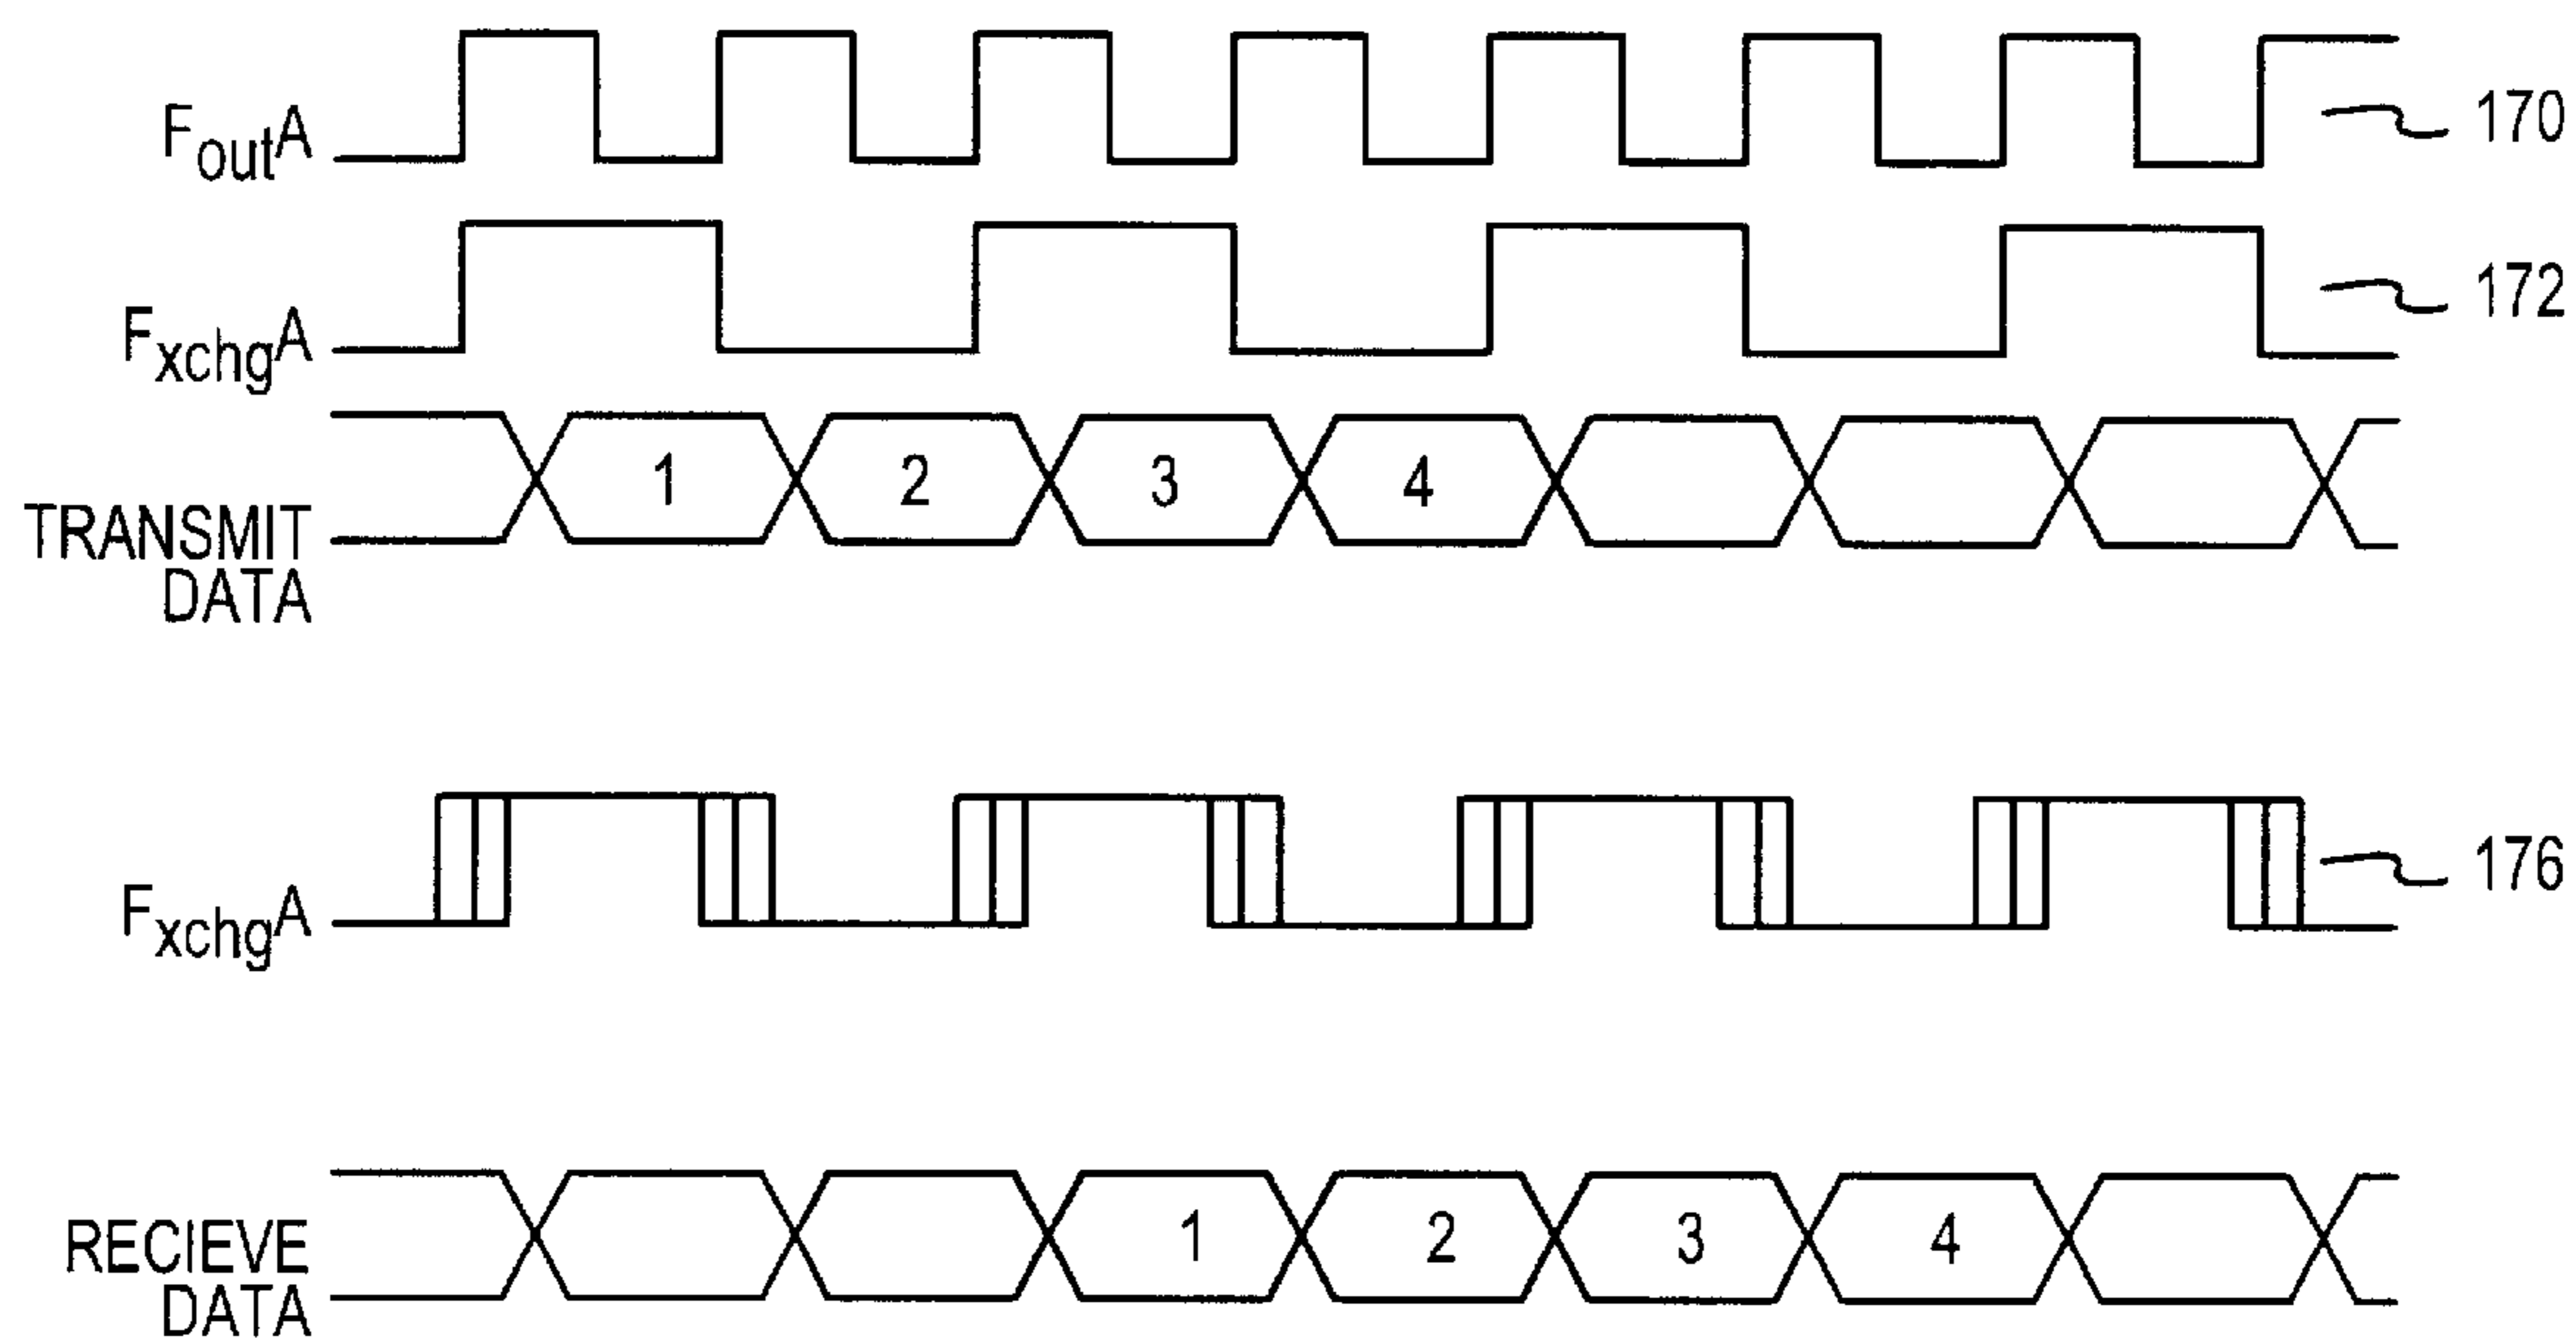 FoutA
170
FxchgA
172
1 2 3 4
TRANSMIT
DATA
FxchgA
176
1 2 3 4
RECIEVE
DATA